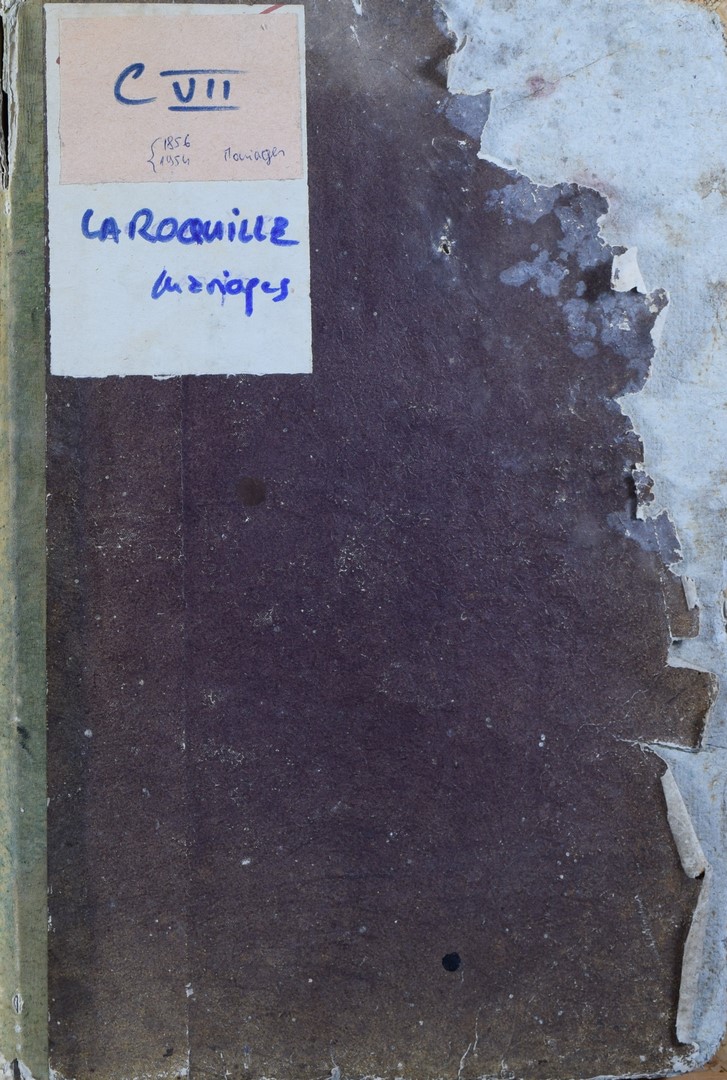 C VII
{1856
1954 Mariages
LA ROQUILLE
mariages